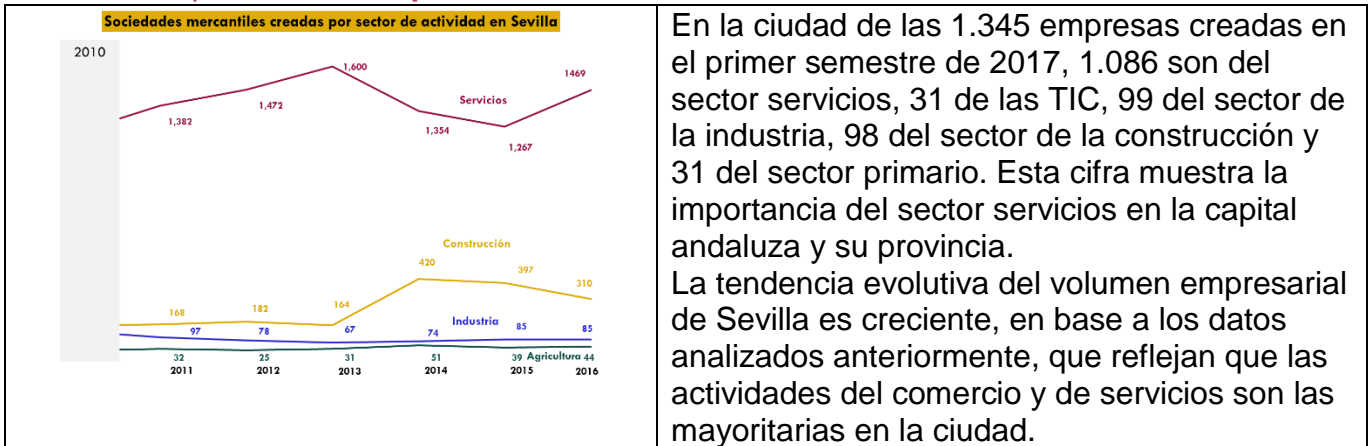 Sociedades mercantiles creadas por sector de actividad en Sevilla
2010
1,600
1469
Servicios
1,472
1,382
1,354
1,267
Construcción
420
397
310
168
182
164
Industria
97
78
67
74
85
85
32
25
31
51
39 Agricultura 44
2011
2012
2013
2014
2015
2016
En la ciudad de las 1.345 empresas creadas en
el primer semestre de 2017, 1.086 son del
sector servicios, 31 de las TIC, 99 del sector de
la industria, 98 del sector de la construcción y
31 del sector primario. Esta cifra muestra la
importancia del sector servicios en la capital
andaluza y su provincia.
La tendencia evolutiva del volumen empresarial
de Sevilla es creciente, en base a los datos
analizados anteriormente, que reflejan que las
actividades del comercio y de servicios son las
mayoritarias en la ciudad.